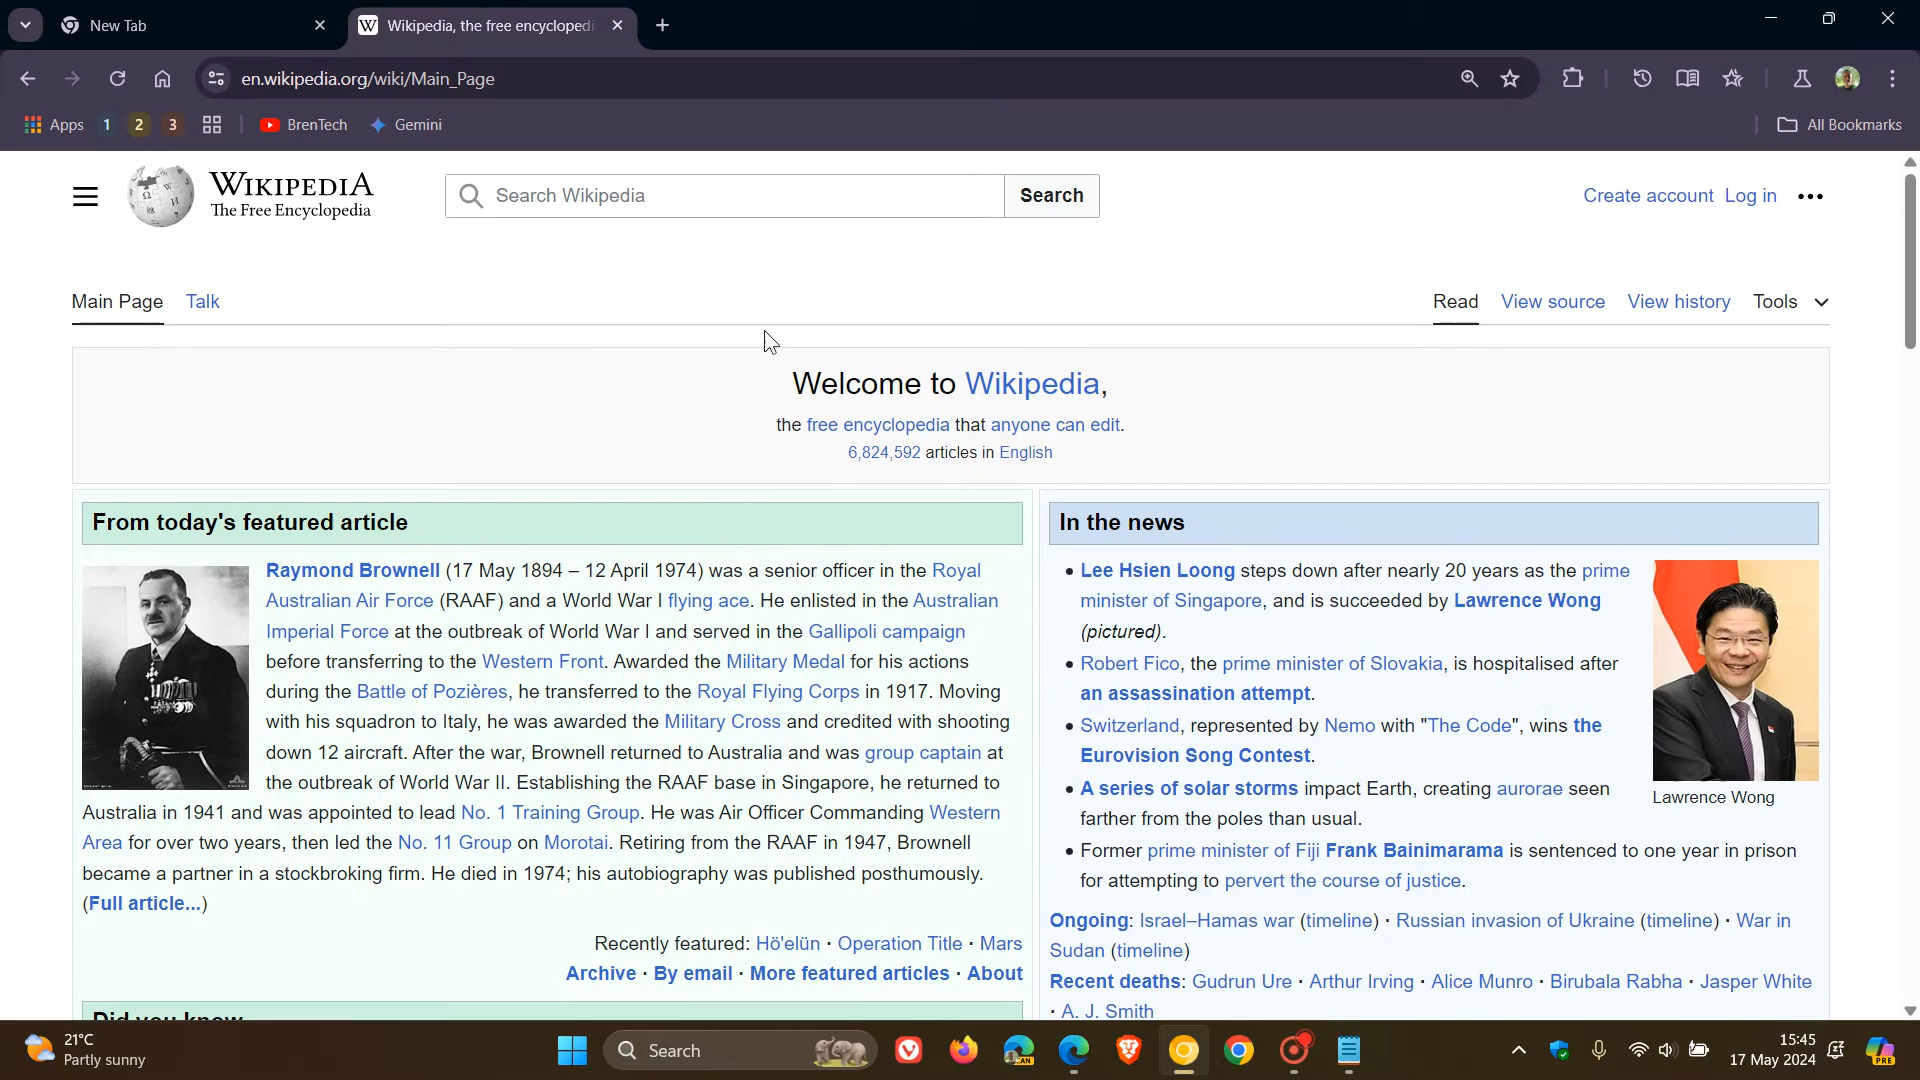 New Tab
Wikipedia, the free encyclopedi
en.wikipedia.org/wiki/Main_Page
Apps 1 2 3 BrenTech Gemini
All Bookmarks
WIKIPEDIA
The Free Encyclopedia
Search Wikipedia
Search
Create account Log in
Main Page Talk
Read View source View history Tools
Welcome to Wikipedia,
the free encyclopedia that anyone can edit.
6,824,592 articles in English
From today's featured article
Raymond Brownell (17 May 1894 – 12 April 1974) was a senior officer in the Royal
Australian Air Force (RAAF) and a World War I flying ace. He enlisted in the Australian
Imperial Force at the outbreak of World War I and served in the Gallipoli campaign
before transferring to the Western Front. Awarded the Military Medal for his actions
during the Battle of Pozières, he transferred to the Royal Flying Corps in 1917. Moving
with his squadron to Italy, he was awarded the Military Cross and credited with shooting
down 12 aircraft. After the war, Brownell returned to Australia and was group captain at
the outbreak of World War II. Establishing the RAAF base in Singapore, he returned to
Australia in 1941 and was appointed to lead No. 1 Training Group. He was Air Officer Commanding Western
Area for over two years, then led the No. 11 Group on Morotai. Retiring from the RAAF in 1947, Brownell
became a partner in a stockbroking firm. He died in 1974; his autobiography was published posthumously.
(Full article...)
Recently featured: Hö'elün · Operation Title · Mars
Archive · By email · More featured articles · About
Did you know
In the news
Lee Hsien Loong steps down after nearly 20 years as the prime
minister of Singapore, and is succeeded by Lawrence Wong
(pictured).
Robert Fico, the prime minister of Slovakia, is hospitalised after
an assassination attempt.
Switzerland, represented by Nemo with "The Code", wins the
Eurovision Song Contest.
A series of solar storms impact Earth, creating aurorae seen
farther from the poles than usual.
Former prime minister of Fiji Frank Bainimarama is sentenced to one year in prison
for attempting to pervert the course of justice.
Lawrence Wong
Ongoing: Israel–Hamas war (timeline) · Russian invasion of Ukraine (timeline) · War in
Sudan (timeline)
Recent deaths: Gudrun Ure · Arthur Irving · Alice Munro · Birubala Rabha · Jasper White
· A. J. Smith
21°C
Partly sunny
Search
CAN
15:45
17 May 2024
PRE